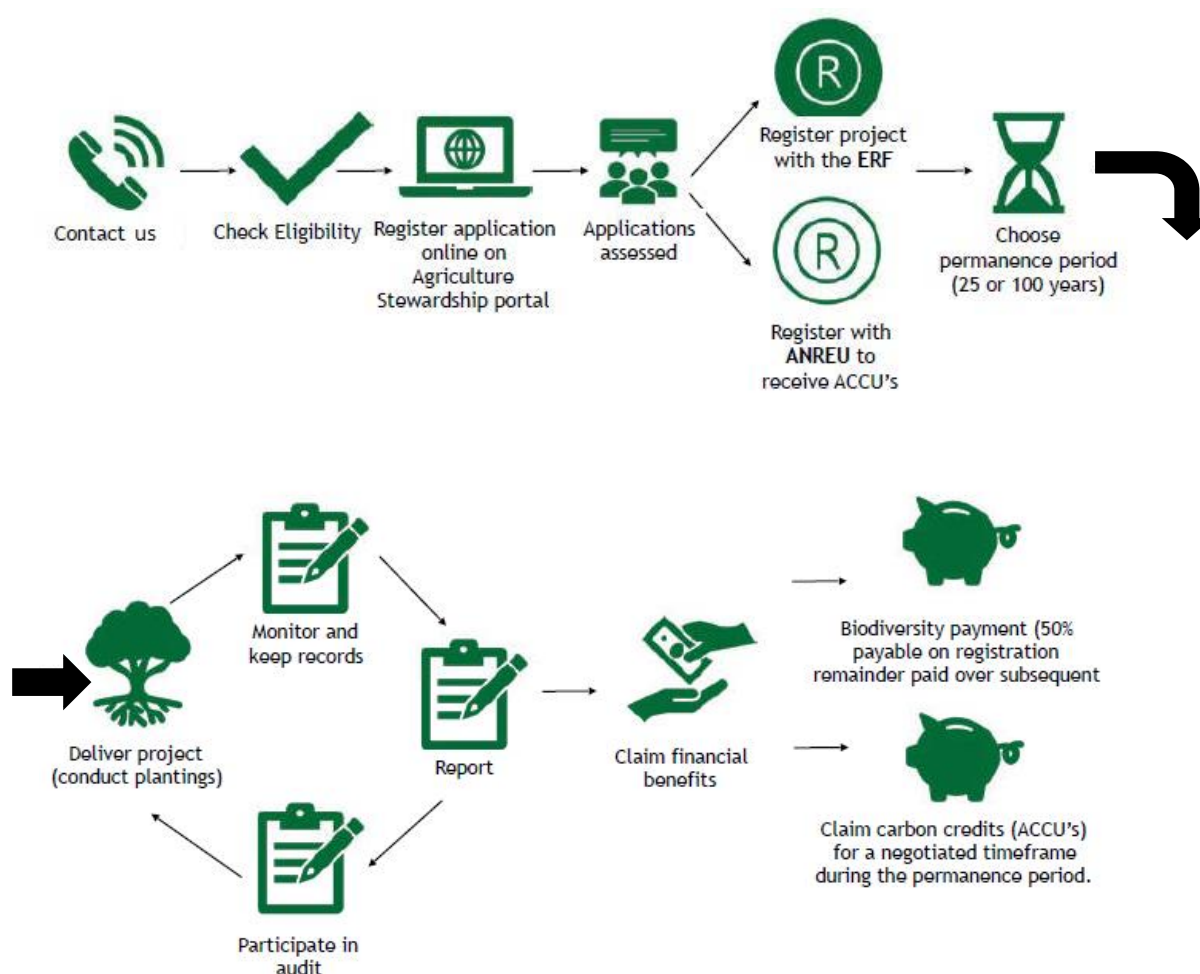 Contact us
Check Eligibility
Register application
online on
Agriculture
Stewardship portal
Applications
assessed
R
Register project
with the ERF
R
Register with
ANREU to
receive ACCU's
Choose
permanence period
(25 or 100 years)
Deliver project
(conduct plantings)
Monitor and
keep records
Report
Participate in
audit
Claim financial
benefits
Biodiversity payment (50%
payable on registration
remainder paid over subsequent
Claim carbon credits (ACCU's)
for a negotiated timeframe
during the permanence period.